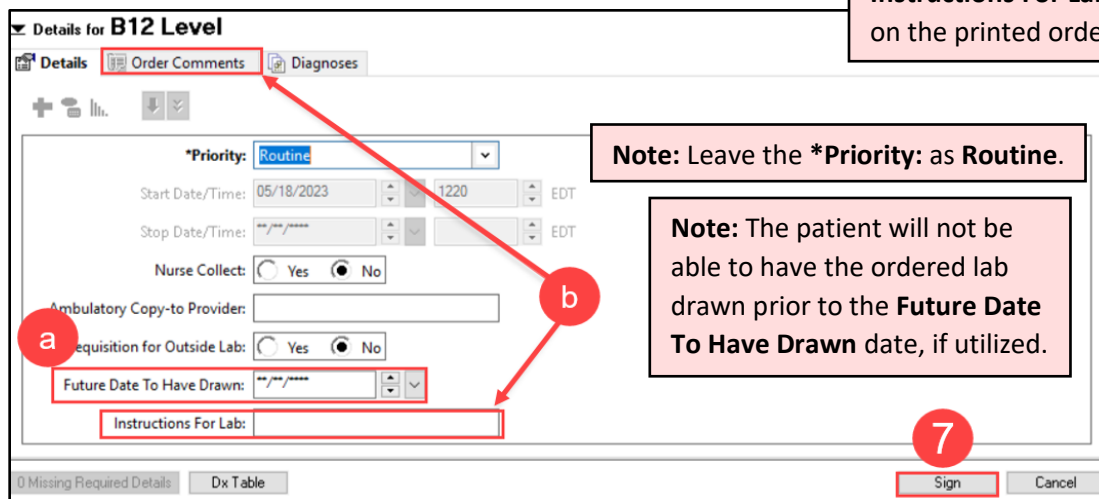 Instructions For Lab
on the printed orde
Details for B12 Level
Details Order Comments Diagnoses
*Priority: Routine
Note: Leave the *Priority: as Routine.
Start Date/Time: 05/18/2023 1220 EDT
Stop Date/Time: **/**/**** EDT
Note: The patient will not be
able to have the ordered lab
drawn prior to the Future Date
To Have Drawn date, if utilized.
Nurse Collect: Yes No
b
Ambulatory Copy-to Provider:
a
equisition for Outside Lab: Yes No
Future Date To Have Drawn: **/**/****
Instructions For Lab:
7
0 Missing Required Details Dx Table Sign Cancel